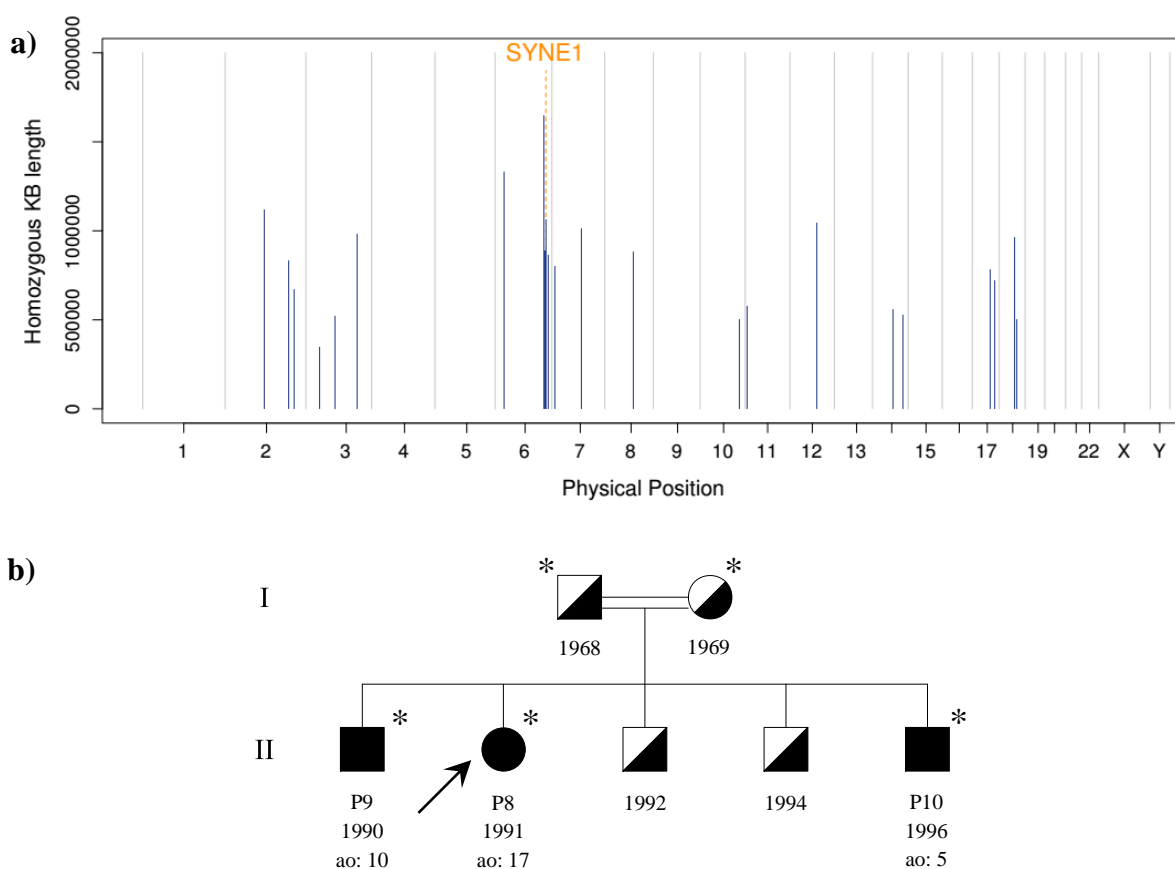 a)
SYNE1
Homozygous KB length
2000000
1000000
500000
0
1 2 3 4 5 6 7 8 9 10 11 12 13 15 17 19 22 X Y
Physical Position
b)
I
* *
1968 1969
II
* * *
P9 P8 1992 1994 P10
1990 1991 1996
ao: 10 ao: 17 ao: 5